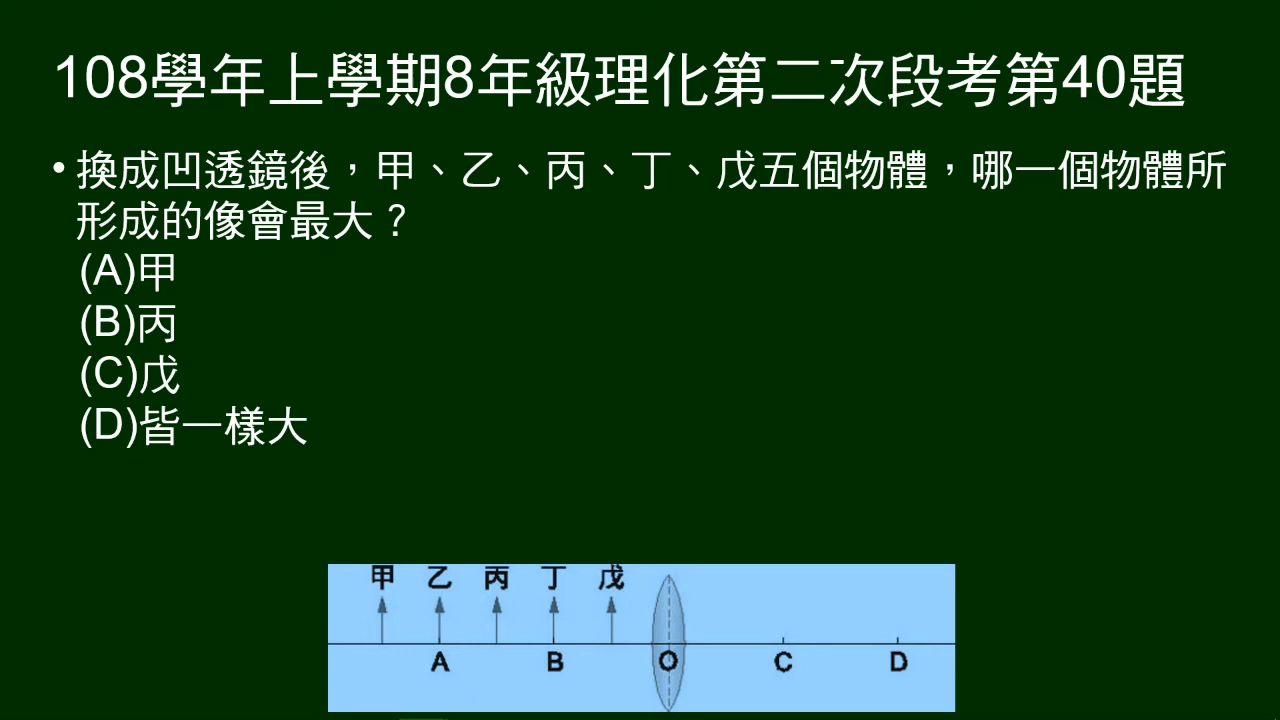 108學年上學期8年級理化第二次段考第40題
•換成凹透鏡後，甲、乙、丙、丁、戊五個物體，哪一個物體所
形成的像會最大？
(A)甲
(B)丙
(C)戊
(D)皆一樣大
甲 乙 丙 丁 戊
A B O C D